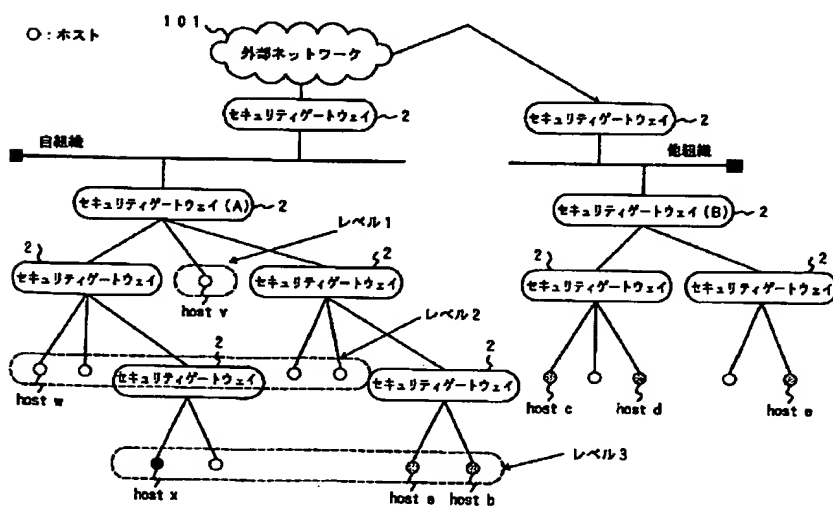 101
○:ホスト
外部ネットワーク
セキュリティゲートウェイ 2
セキュリティゲートウェイ 2
自組織
他組織
セキュリティゲートウェイ(A) 2
セキュリティゲートウェイ(B) 2
レベル1
2
セキュリティゲートウェイ
host v
2
セキュリティゲートウェイ
2
セキュリティゲートウェイ
2
セキュリティゲートウェイ
レベル2
host w
2
セキュリティゲートウェイ
2
セキュリティゲートウェイ
host c
host d
host e
レベル3
host x
host a
host b